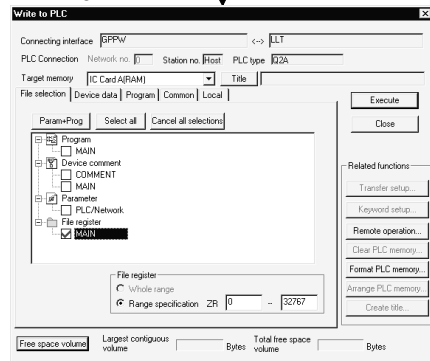 Write to PLC
Connecting interface GPPW <--> LLT
PLC Connection Network no. 0 Station no. Host PLC type Q2A
Target memory IC Card A(RAM) Title
File selection Device data Program Common Local
Execute
Param+Prog Select all Cancel all selections
Close
Program
MAIN
Device comment
COMMENT
MAIN
Parameter
PLC/Network
File register
MAIN
Related functions
Transfer setup...
Keyword setup...
Remote operation...
Clear PLC memory...
Format PLC memory...
Arrange PLC memory...
Create title...
File register
Whole range
Range specification ZR 0 - 32767
Free space volume Largest contiguous volume Bytes Total free space volume Bytes